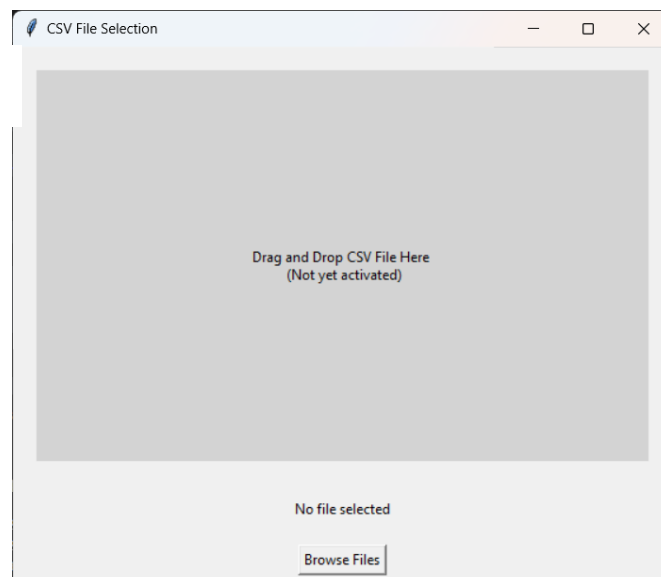 CSV File Selection
Drag and Drop CSV File Here
(Not yet activated)
No file selected
Browse Files